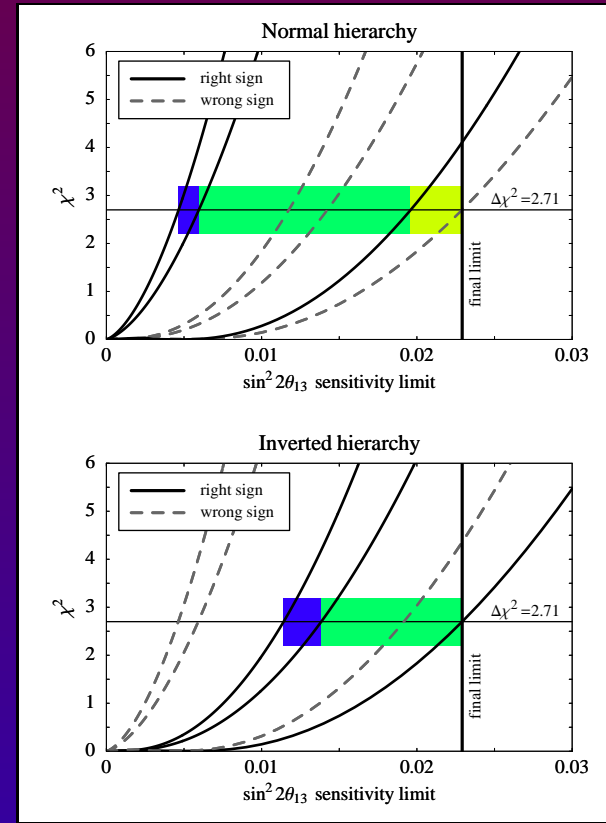 Normal hierarchy
6
5
4
3
2
1
0
χ²
right sign
wrong sign
Δχ²=2.71
final limit
0 0.01 0.02 0.03
sin² 2θ₁₃ sensitivity limit
Inverted hierarchy
6
5
4
3
2
1
0
χ²
right sign
wrong sign
Δχ²=2.71
final limit
0 0.01 0.02 0.03
sin² 2θ₁₃ sensitivity limit